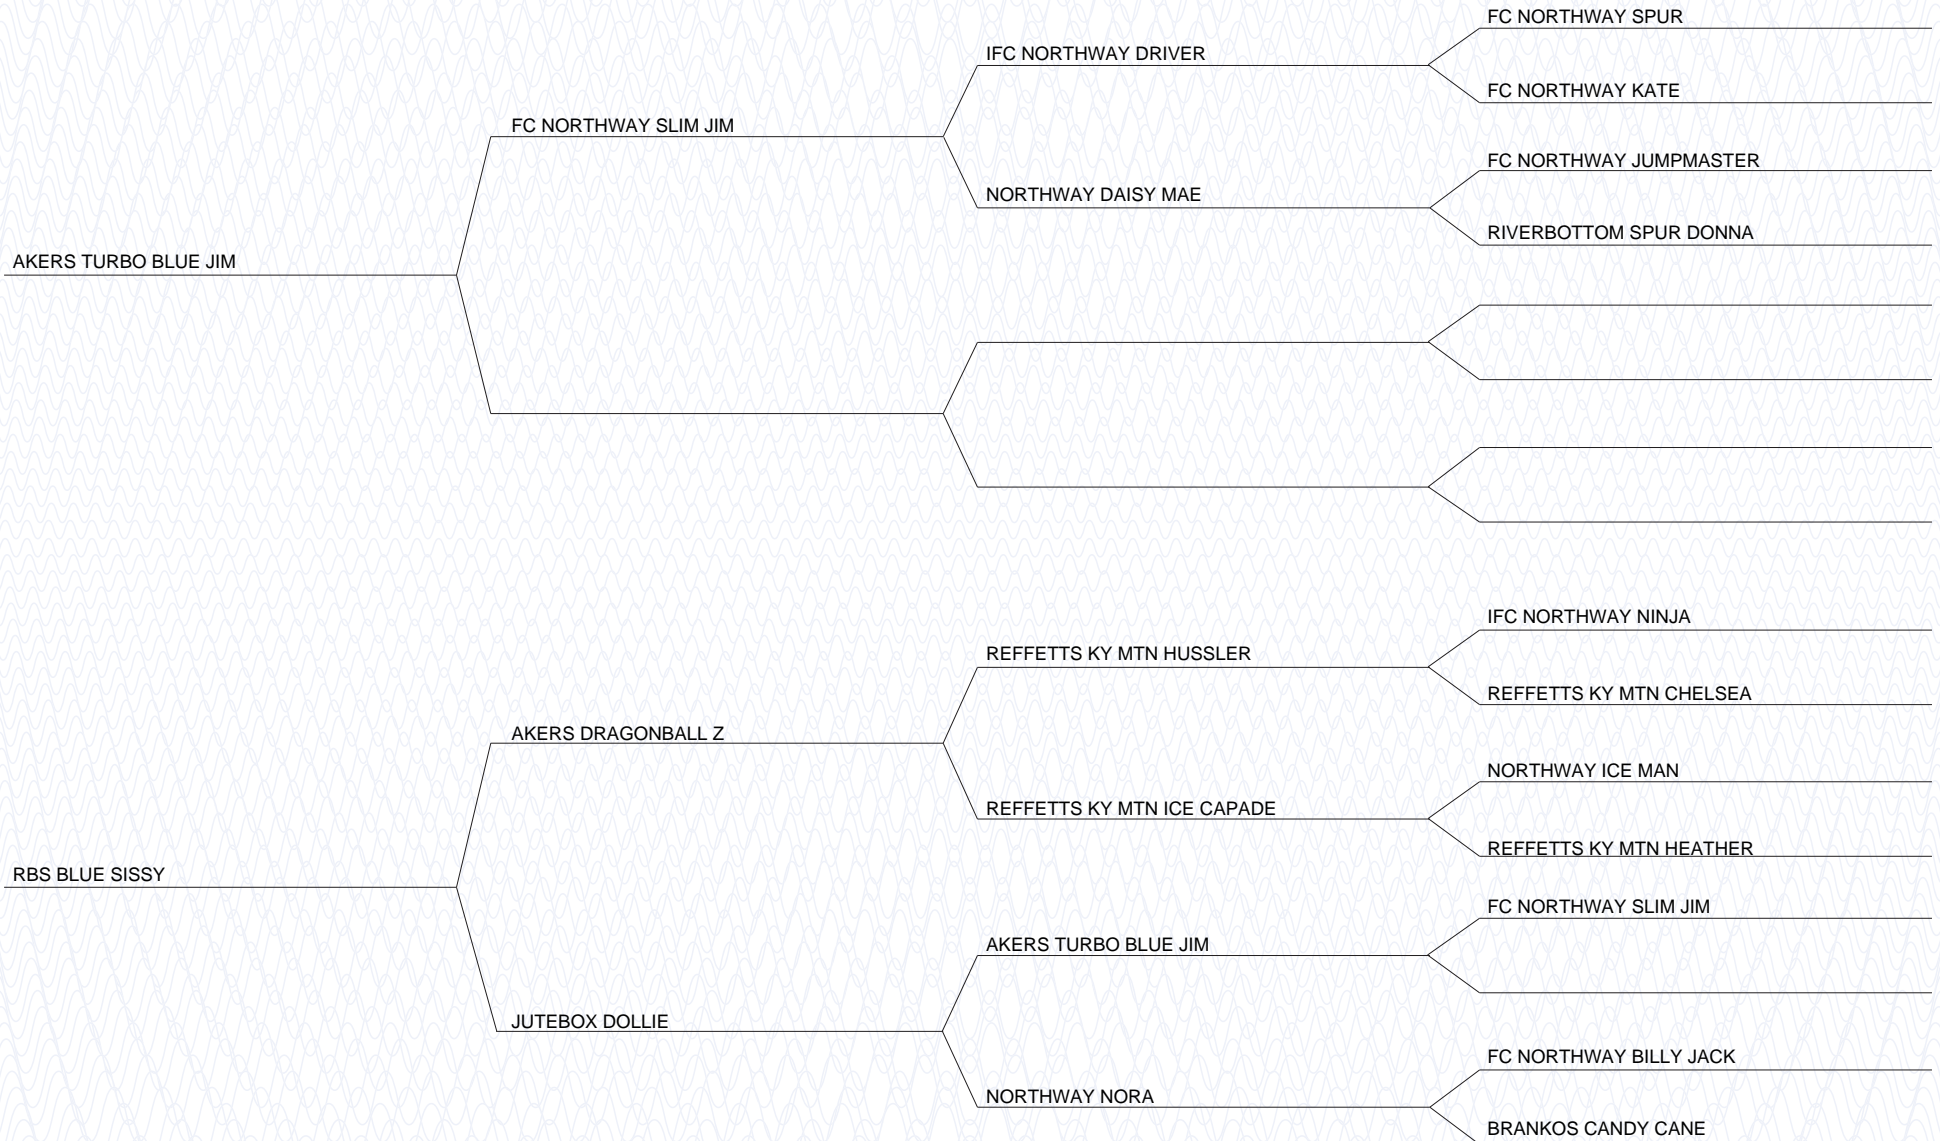 FC NORTHWAY SPUR
IFC NORTHWAY DRIVER
FC NORTHWAY KATE
FC NORTHWAY SLIM JIM
FC NORTHWAY JUMPMASTER
NORTHWAY DAISY MAE
RIVERBOTTOM SPUR DONNA
AKERS TURBO BLUE JIM
IFC NORTHWAY NINJA
REFFETTS KY MTN HUSSLER
REFFETTS KY MTN CHELSEA
AKERS DRAGONBALL Z
NORTHWAY ICE MAN
REFFETTS KY MTN ICE CAPADE
REFFETTS KY MTN HEATHER
RBS BLUE SISSY
FC NORTHWAY SLIM JIM
AKERS TURBO BLUE JIM
JUTEBOX DOLLIE
FC NORTHWAY BILLY JACK
NORTHWAY NORA
BRANKOS CANDY CANE